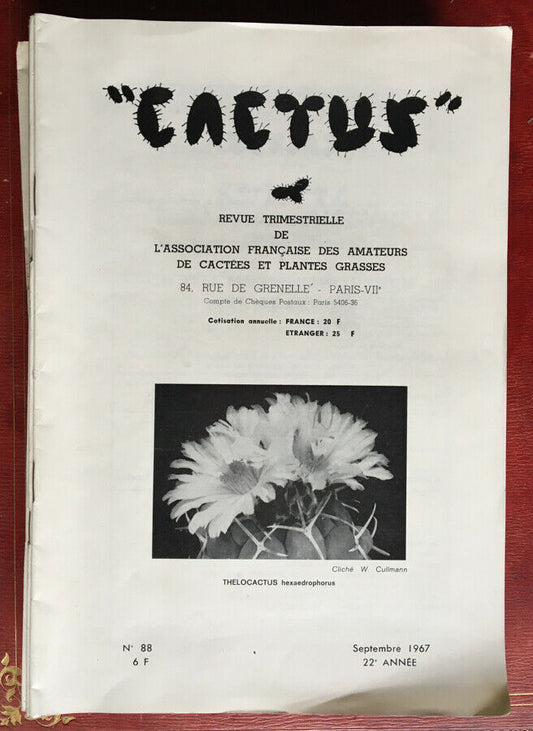 "CACTUS"
REVUE TRIMESTRIELLE
DE
L'ASSOCIATION FRANÇAISE DES AMATEURS
DE CACTÉES ET PLANTES GRASSES
84, RUE DE GRENELLE - PARIS-VIIᵉ
Compte de Chèques Postaux : Paris 5406-36
Cotisation annuelle : FRANCE : 20 F
ETRANGER : 25 F
Cliché W. Cullmann
THELOCACTUS hexaedrophorus
N° 88
6 F
Septembre 1967
22ᵉ ANNÉE